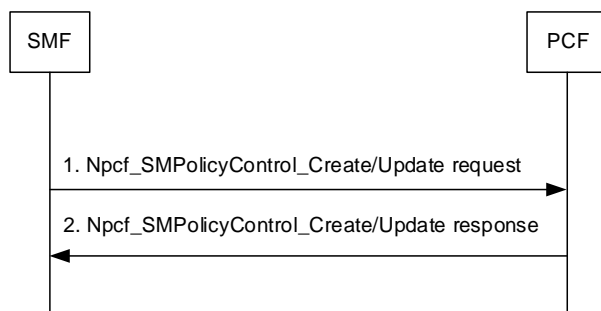 SMF
PCF
1. Npcf_SMPolicyControl_Create/Update request
2. Npcf_SMPolicyControl_Create/Update response